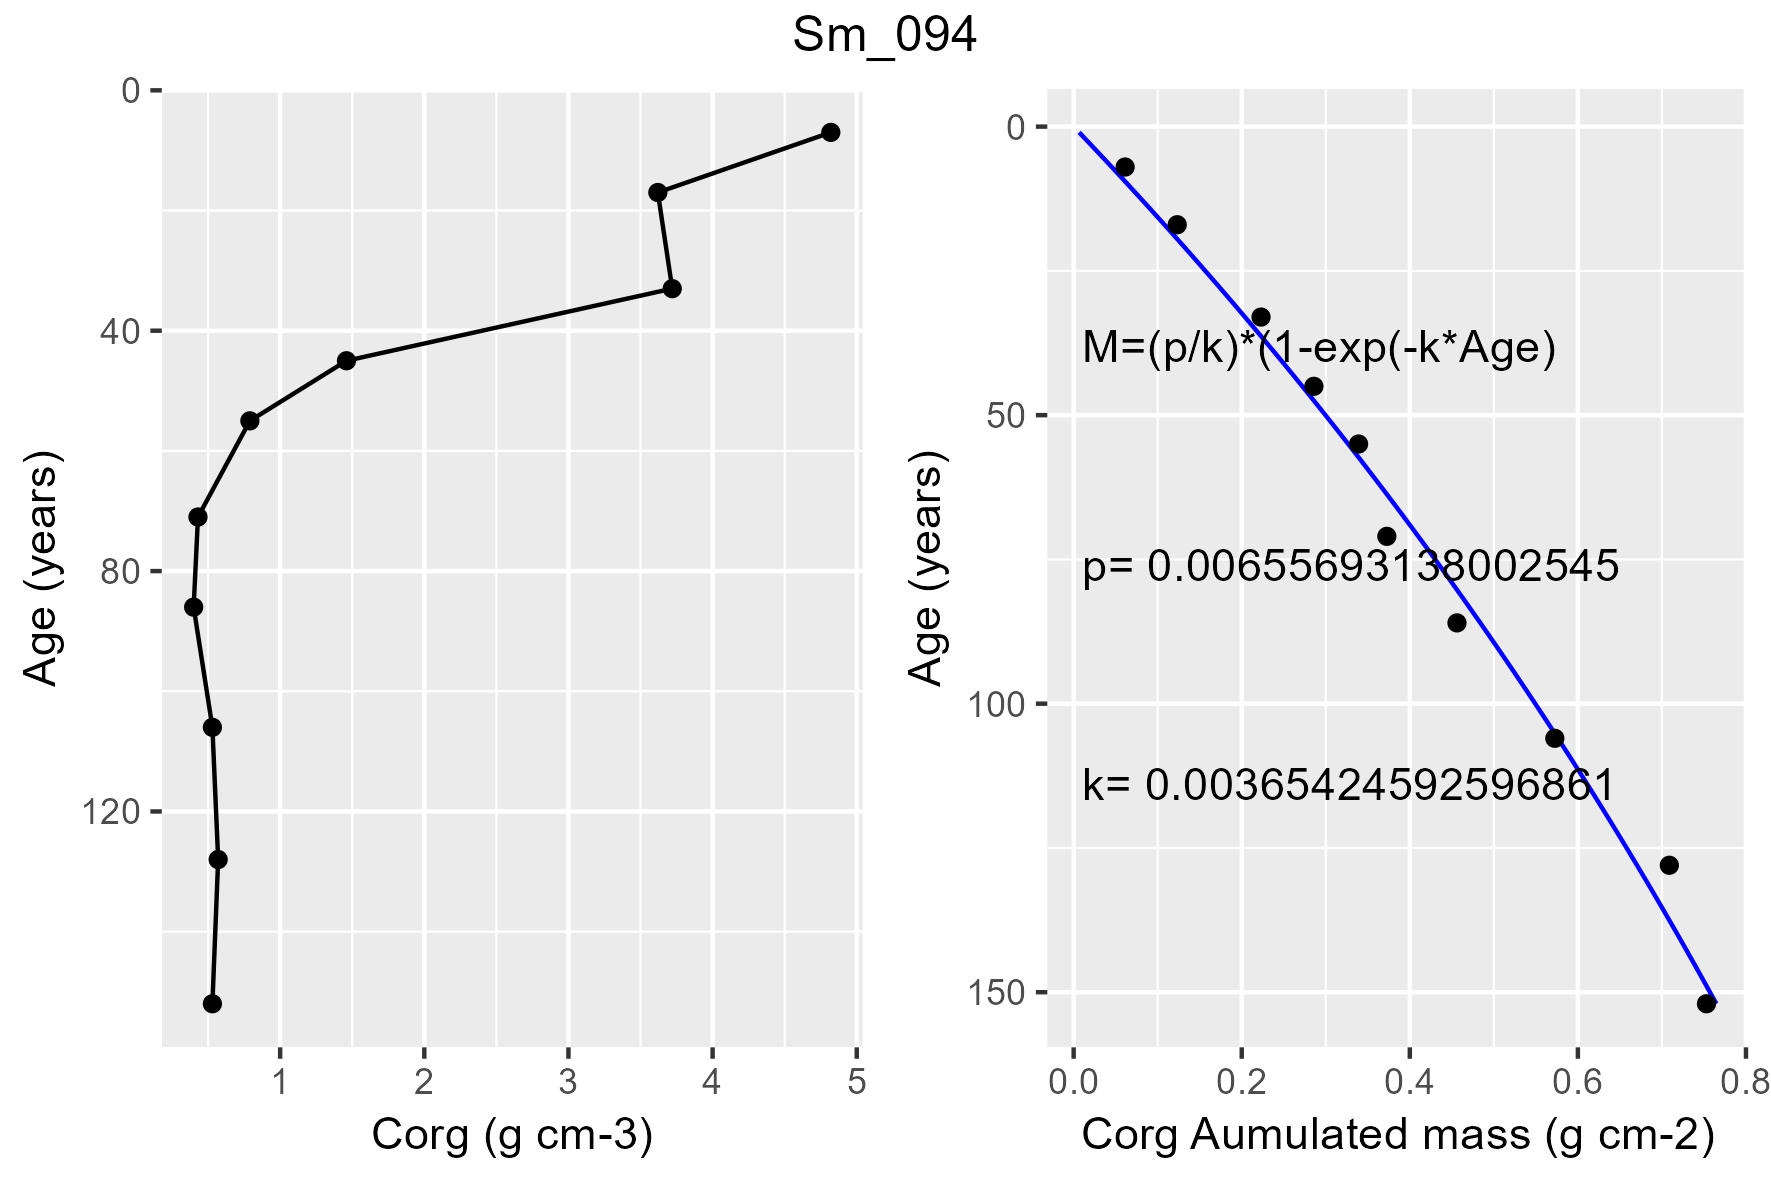 Sm_094
0
40
80
120
1 2 3 4 5
Age (years)
Corg (g cm-3)
0
50
100
150
0.0 0.2 0.4 0.6 0.8
Age (years)
Corg Aumulated mass (g cm-2)
M=(p/k)*(1-exp(-k*Age)
p= 0.00655693138002545
k= 0.00365424592596861